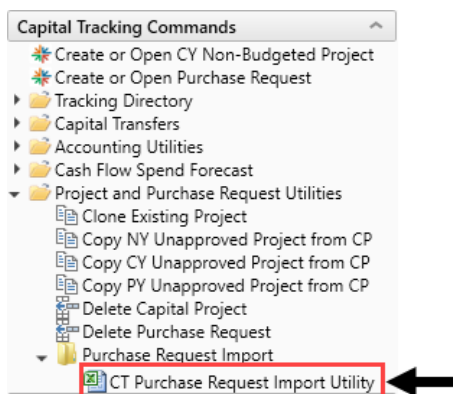 Capital Tracking Commands
Create or Open CY Non-Budgeted Project
Create or Open Purchase Request
Tracking Directory
Capital Transfers
Accounting Utilities
Cash Flow Spend Forecast
Project and Purchase Request Utilities
Clone Existing Project
Copy NY Unapproved Project from CP
Copy CY Unapproved Project from CP
Copy PY Unapproved Project from CP
Delete Capital Project
Delete Purchase Request
Purchase Request Import
CT Purchase Request Import Utility